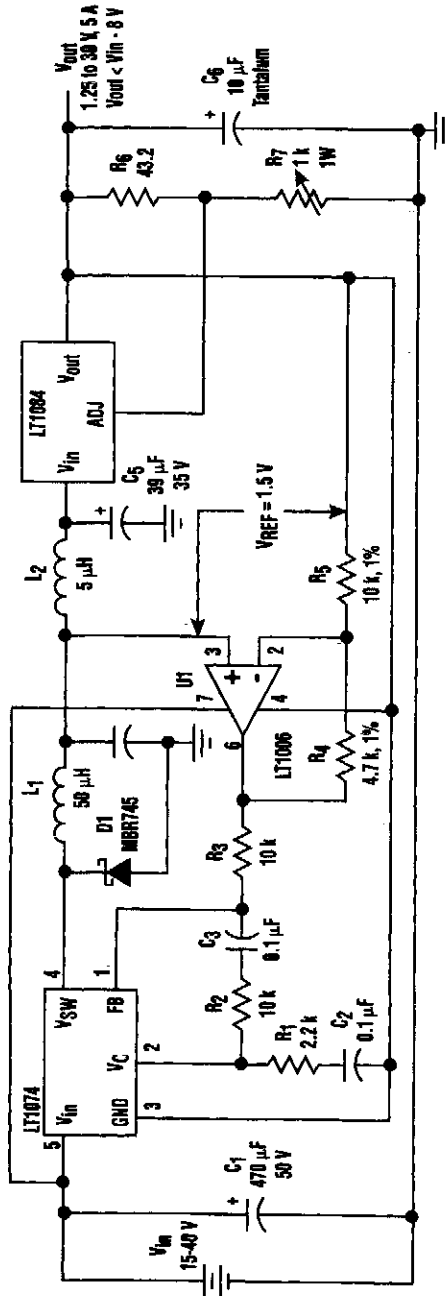 LT1074
5
Vin
VSW
4
GND
VC
FB
3
2
1
Vin
15-40 V
C1
470 µF
50 V
+
R1
2.2 k
C2
0.1 µF
R2
10k
C3
0.1 µF
R3
10k
D1
MBR745
L1
58 µH
L2
5 µH
U1
7
3
+
6
-
2
4
LT1006
R4
4.7 k, 1%
R5
10 k, 1%
VREF = 1.5 V
C5
39 µF
35 V
+
LT1084
Vin
Vout
ADJ
R6
43.2
R7
1 k
1W
C6
10 µF
Tantalum
+
Vout
1.25 to 30 V, 5 A
Vout < Vin - 8 V